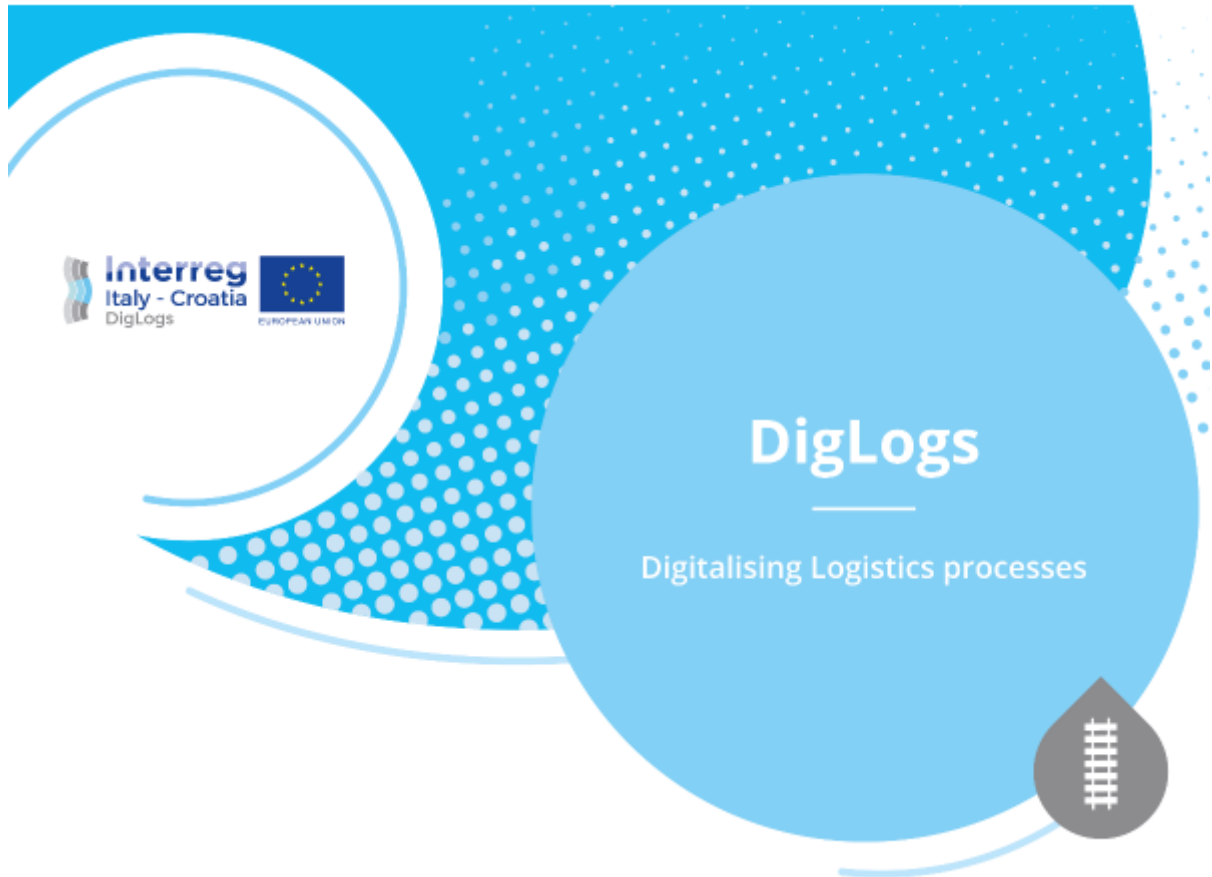 Interreg
Italy - Croatia
DigLogs
EUROPEAN UNION
DigLogs
Digitalising Logistics processes